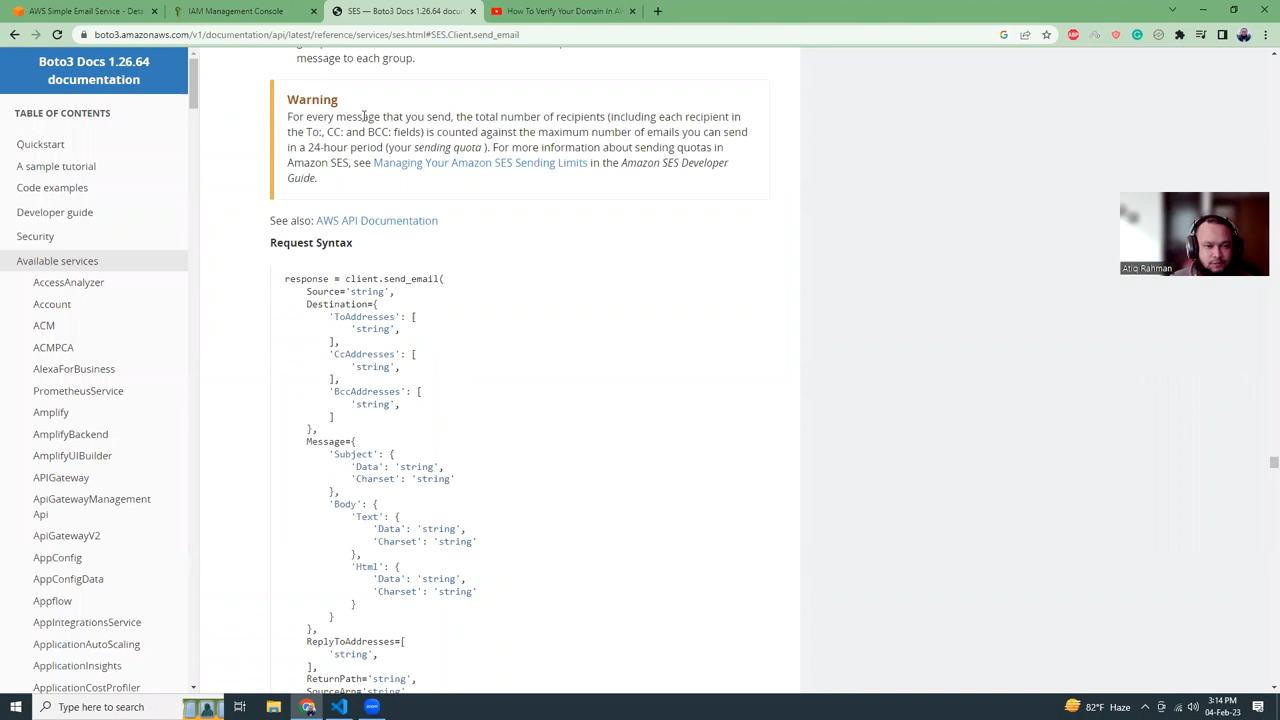 AWS Simple Email Service - Det
IAM Management Console
SES — Boto3 Docs 1.26.64 docum
How To Verify Your Domain in AW
boto3.amazonaws.com/v1/documentation/api/latest/reference/services/ses.html#SES.Client.send_email
Boto3 Docs 1.26.64
documentation
TABLE OF CONTENTS
Quickstart
A sample tutorial
Code examples
Developer guide
Security
Available services
AccessAnalyzer
Account
ACM
ACMPCA
AlexaForBusiness
PrometheusService
Amplify
AmplifyBackend
AmplifyUIBuilder
APIGateway
ApiGatewayManagement
Api
ApiGatewayV2
AppConfig
AppConfigData
Appflow
AppIntegrationsService
ApplicationAutoScaling
ApplicationInsights
ApplicationCostProfiler
message to each group.
Warning
For every message that you send, the total number of recipients (including each recipient in
the To:, CC: and BCC: fields) is counted against the maximum number of emails you can send
in a 24-hour period (your sending quota ). For more information about sending quotas in
Amazon SES, see Managing Your Amazon SES Sending Limits in the Amazon SES Developer
Guide.
See also: AWS API Documentation
Request Syntax
response = client.send_email(
Source='string',
Destination={
'ToAddresses': [
'string',
],
'CcAddresses': [
'string',
],
'BccAddresses': [
'string',
]
},
Message={
'Subject': {
'Data': 'string',
'Charset': 'string'
},
'Body': {
'Text': {
'Data': 'string',
'Charset': 'string'
},
'Html': {
'Data': 'string',
'Charset': 'string'
}
}
},
ReplyToAddresses=[
'string',
],
ReturnPath='string',
SourceArn='string',
Atiq Rahman
Type here to search
82°F Haze
3:14 PM
04-Feb-23